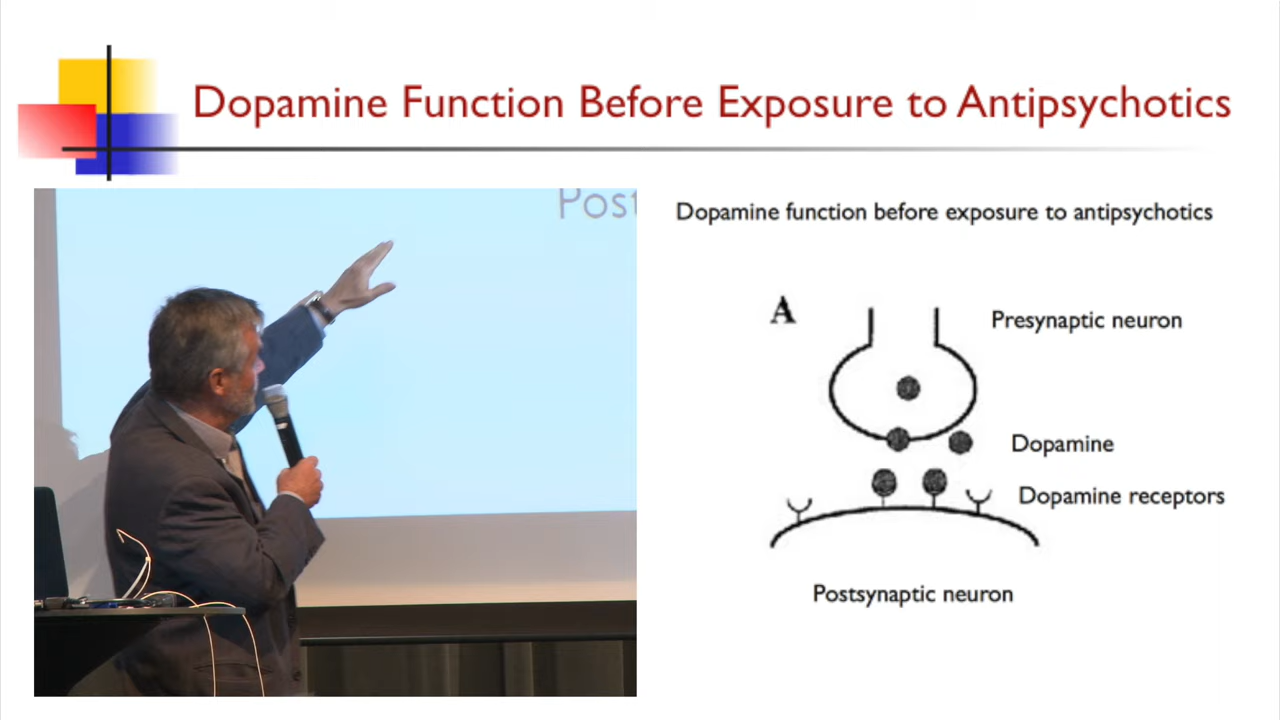 Dopamine Function Before Exposure to Antipsychotics
Post
Dopamine function before exposure to antipsychotics
A
Presynaptic neuron
Dopamine
Dopamine receptors
Postsynaptic neuron